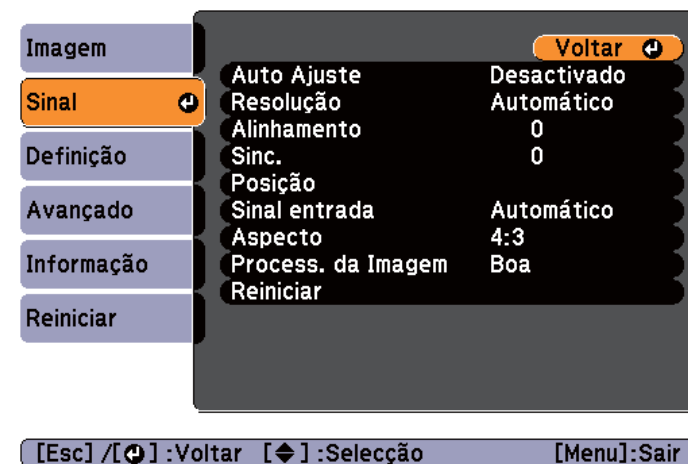 Imagem
Sinal
Definição
Avançado
Informação
Reiniciar
Voltar
Auto Ajuste Desactivado
Resolução Automático
Alinhamento 0
Sinc. 0
Posição
Sinal entrada Automático
Aspecto 4:3
Process. da Imagem Boa
Reiniciar
[Esc] /[⏎] :Voltar [◆] :Selecção [Menu]:Sair